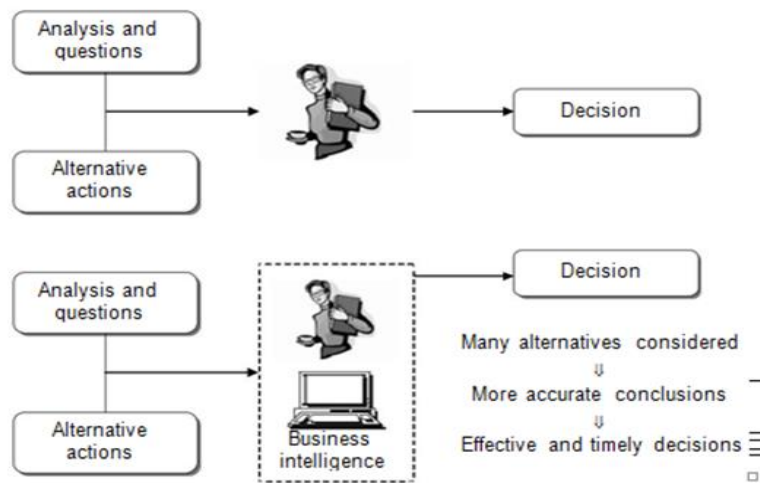 Analysis and
questions
Alternative
actions
Decision
Analysis and
questions
Alternative
actions
Business
intelligence
Decision
Many alternatives considered
⇓
More accurate conclusions
⇓
Effective and timely decisions